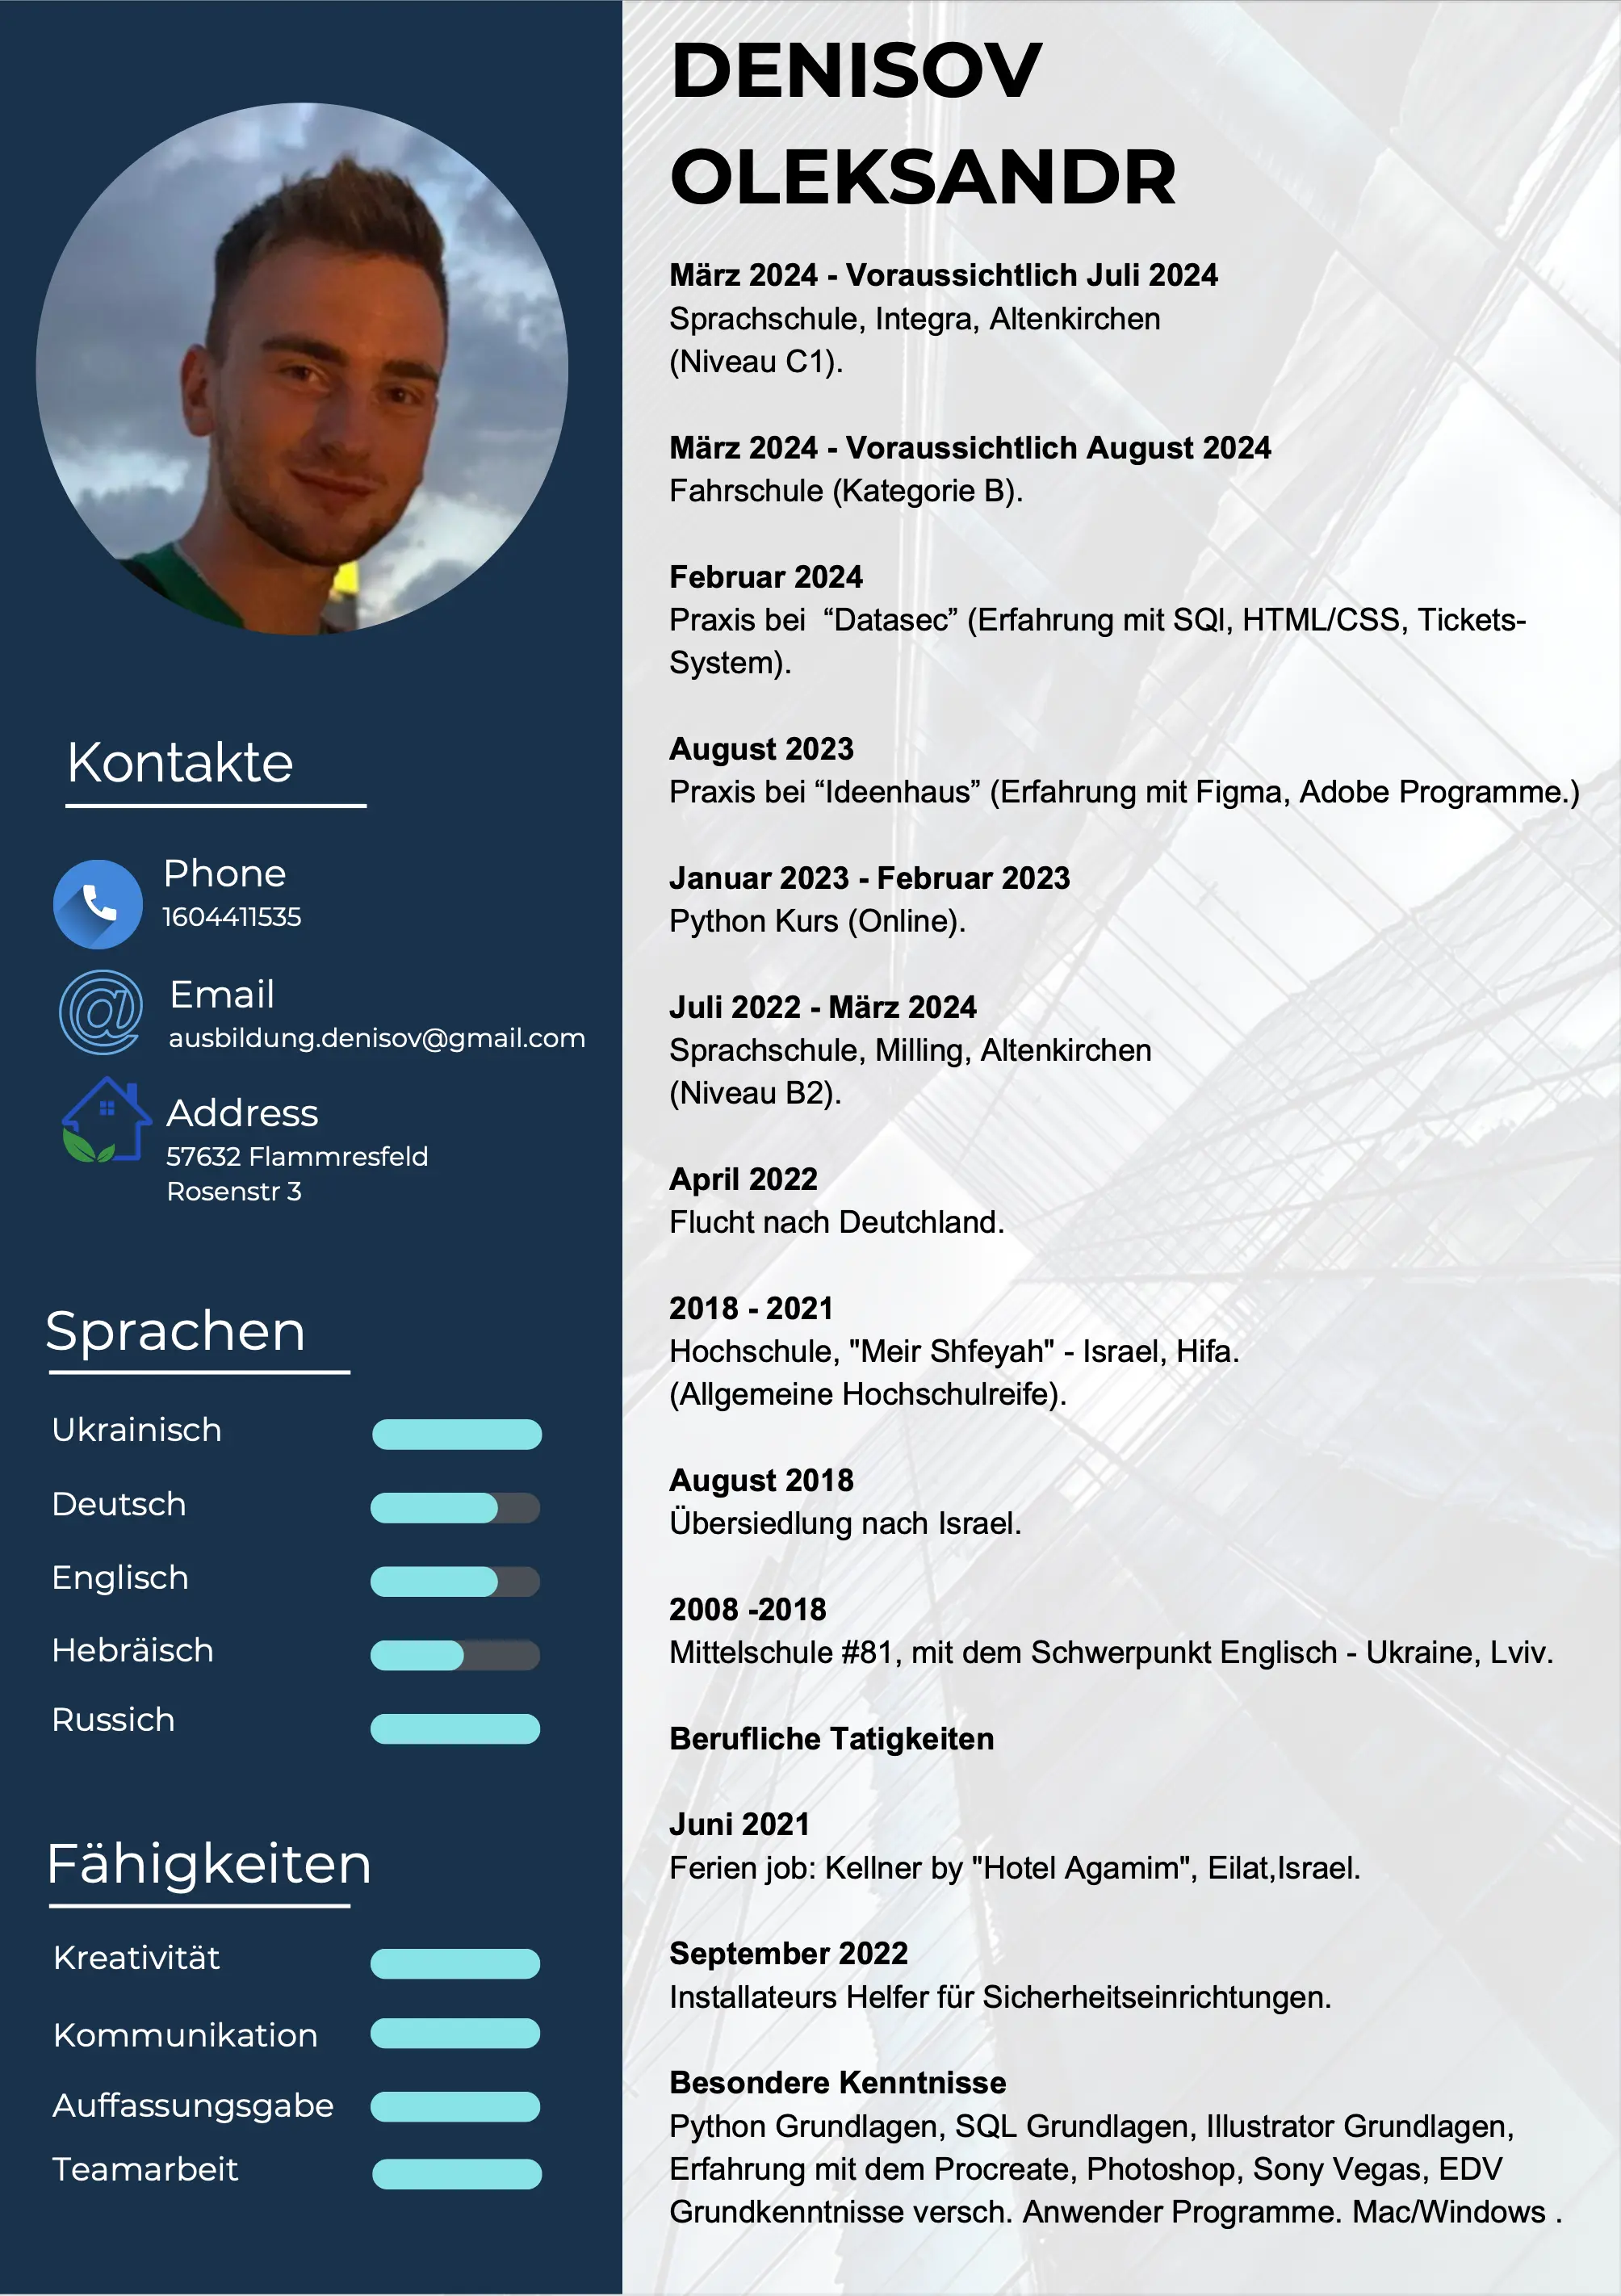 DENISOV
OLEKSANDR
März 2024 - Voraussichtlich Juli 2024
Sprachschule, Integra, Altenkirchen
(Niveau C1).
März 2024 - Voraussichtlich August 2024
Fahrschule (Kategorie B).
Februar 2024
Praxis bei  “Datasec” (Erfahrung mit SQl, HTML/CSS, Tickets-
System).
August 2023
Praxis bei “Ideenhaus” (Erfahrung mit Figma, Adobe Programme.)
Januar 2023 - Februar 2023
Python Kurs (Online).
Juli 2022 - März 2024
Sprachschule, Milling, Altenkirchen
(Niveau B2).
April 2022
Flucht nach Deutchland.
2018 - 2021
Hochschule, "Meir Shfeyah" - Israel, Hifa.
(Allgemeine Hochschulreife).
August 2018
Übersiedlung nach Israel.
2008 -2018
Mittelschule #81, mit dem Schwerpunkt Englisch - Ukraine, Lviv.
Berufliche Tatigkeiten
Juni 2021
Ferien job: Kellner by "Hotel Agamim", Eilat,Israel.
September 2022
Installateurs Helfer für Sicherheitseinrichtungen.
Besondere Kenntnisse
Python Grundlagen, SQL Grundlagen, Illustrator Grundlagen,
Erfahrung mit dem Procreate, Photoshop, Sony Vegas, EDV
Grundkenntnisse versch. Anwender Programme. Mac/Windows .
Kontakte
Phone
1604411535
Email
@
ausbildung.denisov@gmail.com
Address
57632 Flammresfeld
Rosenstr 3
Sprachen
Ukrainisch
Deutsch
Englisch
Hebräisch
Russich
Fähigkeiten
Kreativität
Kommunikation
Auffassungsgabe
Teamarbeit